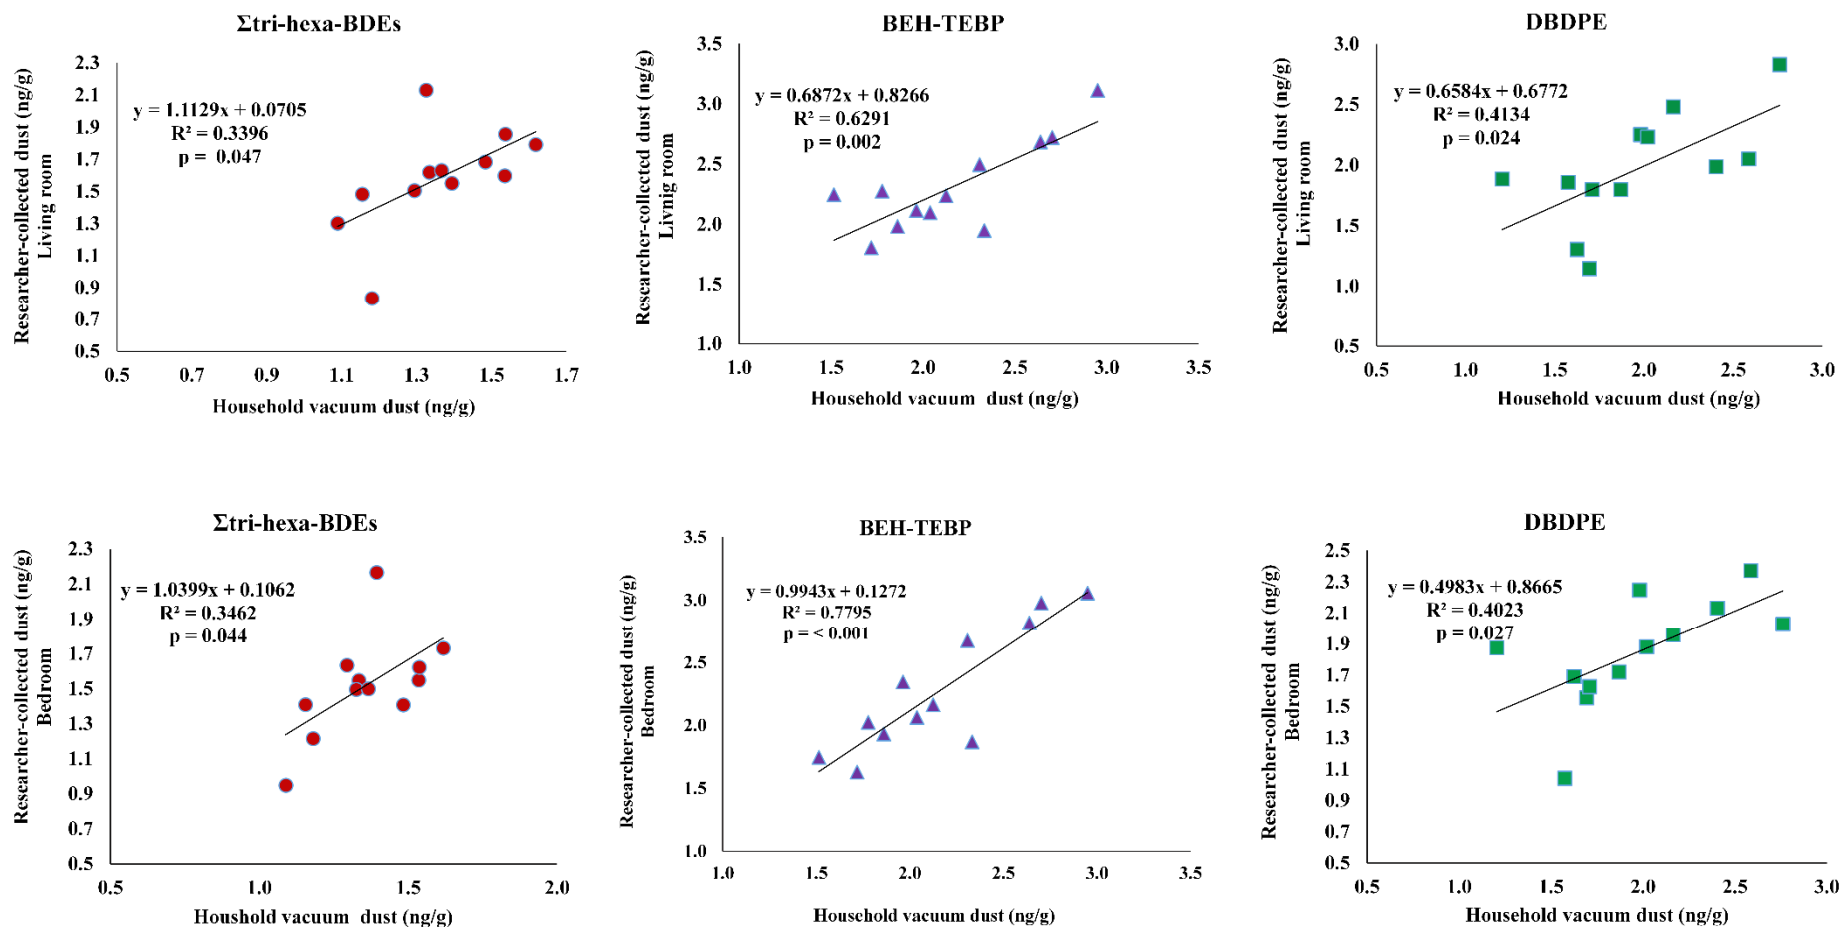 Σtri-hexa-BDEs
2.3
2.1
1.9
1.7
1.5
1.3
1.1
0.9
0.7
0.5
y = 1.1129x + 0.0705
R² = 0.3396
p = 0.047
0.5 0.7 0.9 1.1 1.3 1.5 1.7
Household vacuum dust (ng/g)
Researcher-collected dust (ng/g)
Living room
BEH-TEBP
3.5
3.0
2.5
2.0
1.5
1.0
y = 0.6872x + 0.8266
R² = 0.6291
p = 0.002
1.0 1.5 2.0 2.5 3.0 3.5
Household vacuum dust (ng/g)
Researcher-collected dust (ng/g)
Livnig room
DBDPE
3.0
2.5
2.0
1.5
1.0
0.5
y = 0.6584x + 0.6772
R² = 0.4134
p = 0.024
0.5 1.0 1.5 2.0 2.5 3.0
Household vacuum dust (ng/g)
Researcher-collected dust (ng/g)
Living room
Σtri-hexa-BDEs
2.3
2.1
1.9
1.7
1.5
1.3
1.1
0.9
0.7
0.5
y = 1.0399x + 0.1062
R² = 0.3462
p = 0.044
0.5 1.0 1.5 2.0
Houshold vacuum dust (ng/g)
Researcher-collected dust (ng/g)
Bedroom
BEH-TEBP
3.5
3.0
2.5
2.0
1.5
1.0
y = 0.9943x + 0.1272
R² = 0.7795
p = < 0.001
1.0 1.5 2.0 2.5 3.0 3.5
Household vacuum dust (ng/g)
Researcher-collected dust (ng/g)
Bedroom
DBDPE
2.5
2.3
2.1
1.9
1.7
1.5
1.3
1.1
0.9
0.7
0.5
y = 0.4983x + 0.8665
R² = 0.4023
p = 0.027
0.5 1.0 1.5 2.0 2.5 3.0
Household vacuum dust (ng/g)
Researcher-collected dust (ng/g)
Bedroom